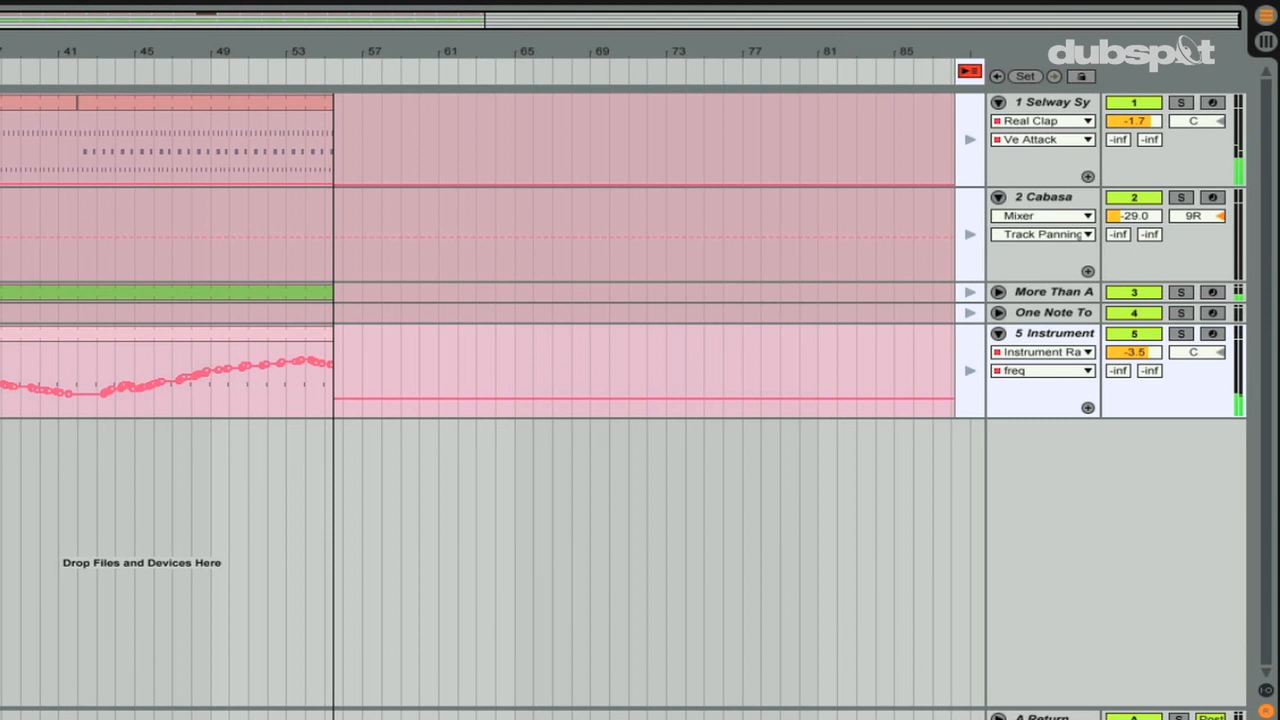 41 45 49 53 57 61 65 69 73 77 81 85
dubspot
Set
1 Selway Sy 1 S
Real Clap -1.7 C
Ve Attack -inf -inf
2 Cabasa 2 S
Mixer -29.0 9R
Track Panning -inf -inf
More Than A 3 S
One Note To 4 S
5 Instrument 5 S
Instrument Ra -3.5 C
freq -inf -inf
Drop Files and Devices Here
A Return A S Post